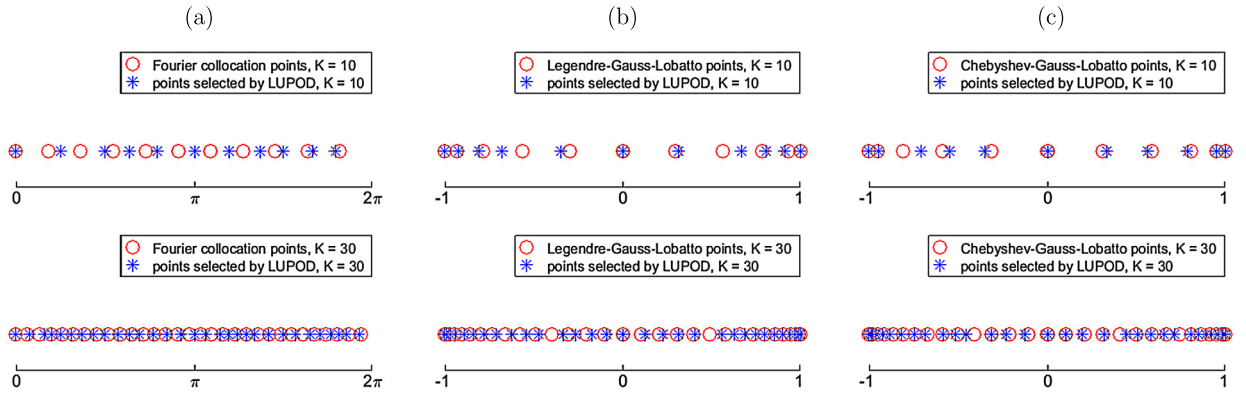 (a)
Fourier collocation points, K = 10
points selected by LUPOD, K = 10
0 π 2π
Fourier collocation points, K = 30
points selected by LUPOD, K = 30
0 π 2π
(b)
Legendre-Gauss-Lobatto points, K = 10
points selected by LUPOD, K = 10
-1 0 1
Legendre-Gauss-Lobatto points, K = 30
points selected by LUPOD, K = 30
-1 0 1
(c)
Chebyshev-Gauss-Lobatto points, K = 10
points selected by LUPOD, K = 10
-1 0 1
Chebyshev-Gauss-Lobatto points, K = 30
points selected by LUPOD, K = 30
-1 0 1